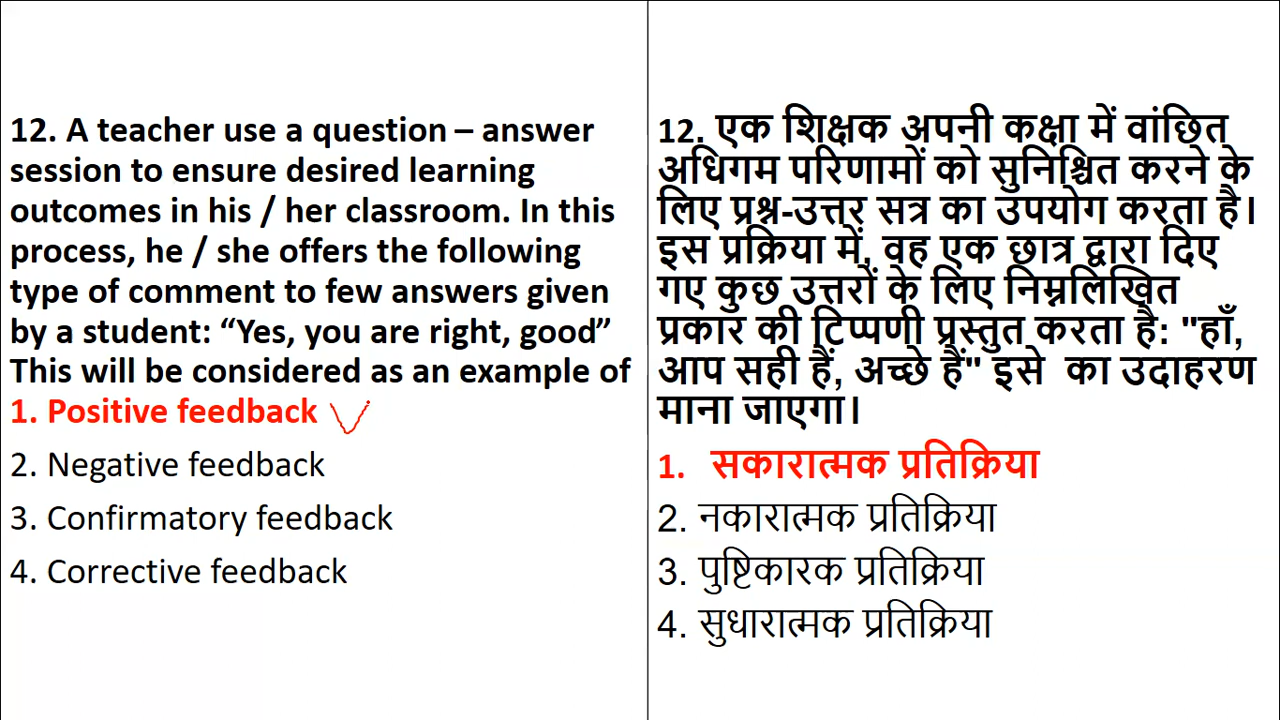 12. A teacher use a question – answer
session to ensure desired learning
outcomes in his / her classroom. In this
process, he / she offers the following
type of comment to few answers given
by a student: “Yes, you are right, good”
This will be considered as an example of
1. Positive feedback
2. Negative feedback
3. Confirmatory feedback
4. Corrective feedback
12. एक शिक्षक अपनी कक्षा में वांछित
अधिगम परिणामों को सुनिश्चित करने के
लिए प्रश्न-उत्तर सत्र का उपयोग करता है।
इस प्रक्रिया में, वह एक छात्र द्वारा दिए
गए कुछ उत्तरों के लिए निम्नलिखित
प्रकार की टिप्पणी प्रस्तुत करता है: "हाँ,
आप सही हैं, अच्छे हैं" इसे का उदाहरण
माना जाएगा।
1. सकारात्मक प्रतिक्रिया
2. नकारात्मक प्रतिक्रिया
3. पुष्टिकारक प्रतिक्रिया
4. सुधारात्मक प्रतिक्रिया